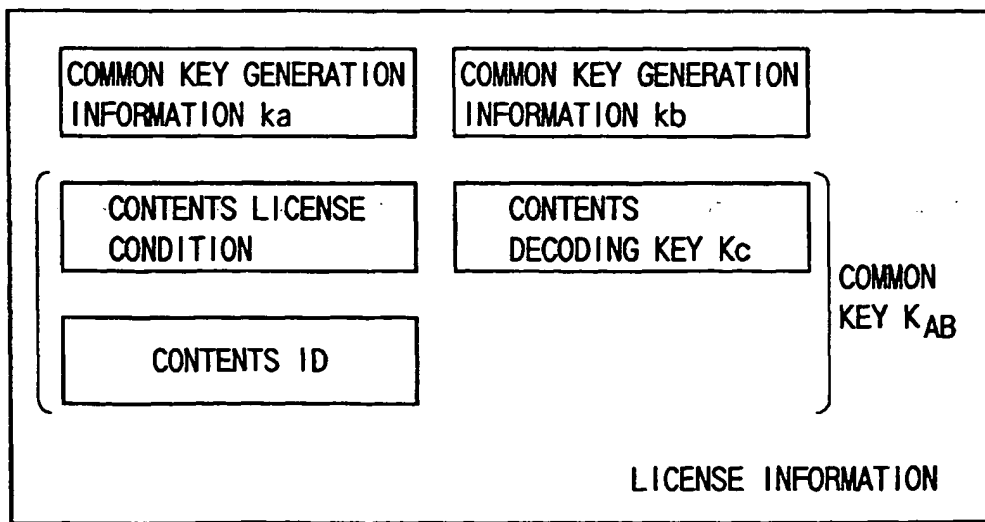 COMMON KEY GENERATION
INFORMATION ka
COMMON KEY GENERATION
INFORMATION kb
CONTENTS LICENSE
CONDITION
CONTENTS
DECODING KEY Kc
CONTENTS ID
COMMON
KEY KAB
LICENSE INFORMATION